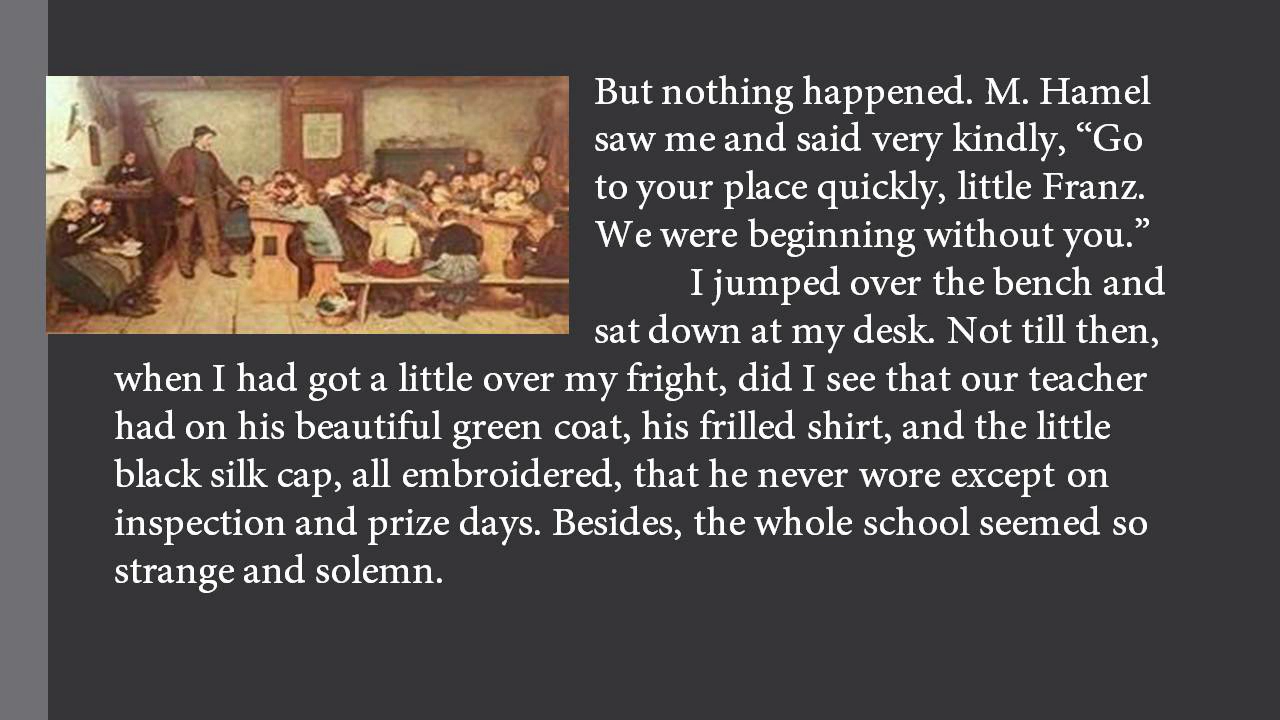 But nothing happened. M. Hamel
saw me and said very kindly, “Go
to your place quickly, little Franz.
We were beginning without you.”
I jumped over the bench and
sat down at my desk. Not till then,
when I had got a little over my fright, did I see that our teacher
had on his beautiful green coat, his frilled shirt, and the little
black silk cap, all embroidered, that he never wore except on
inspection and prize days. Besides, the whole school seemed so
strange and solemn.